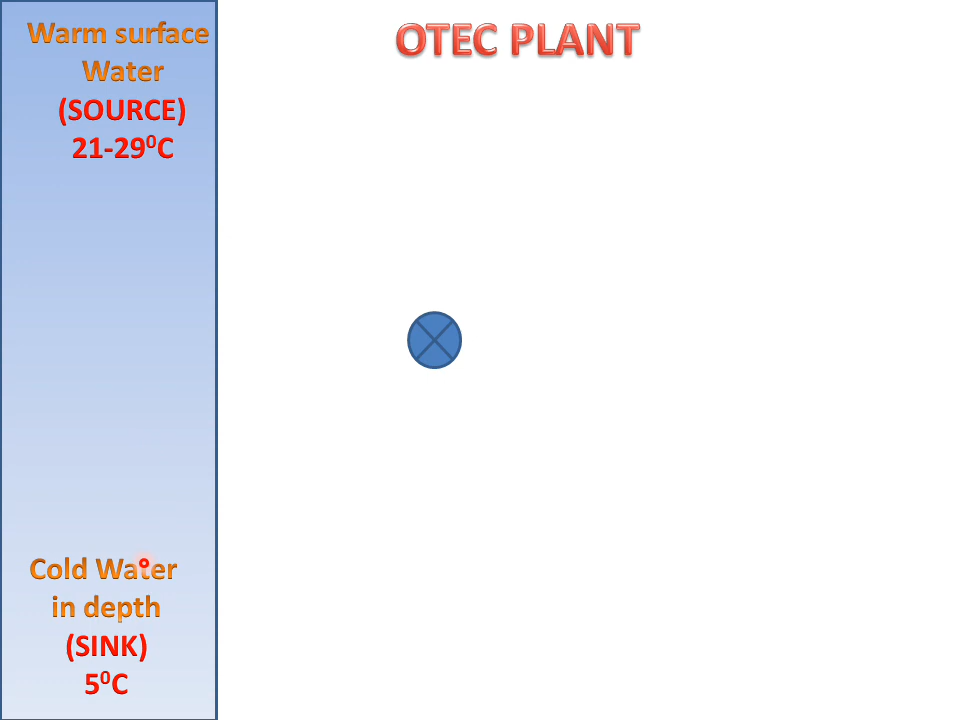 OTEC PLANT
Warm surface
Water
(SOURCE)
21-29⁰C
Cold Water
in depth
(SINK)
5⁰C